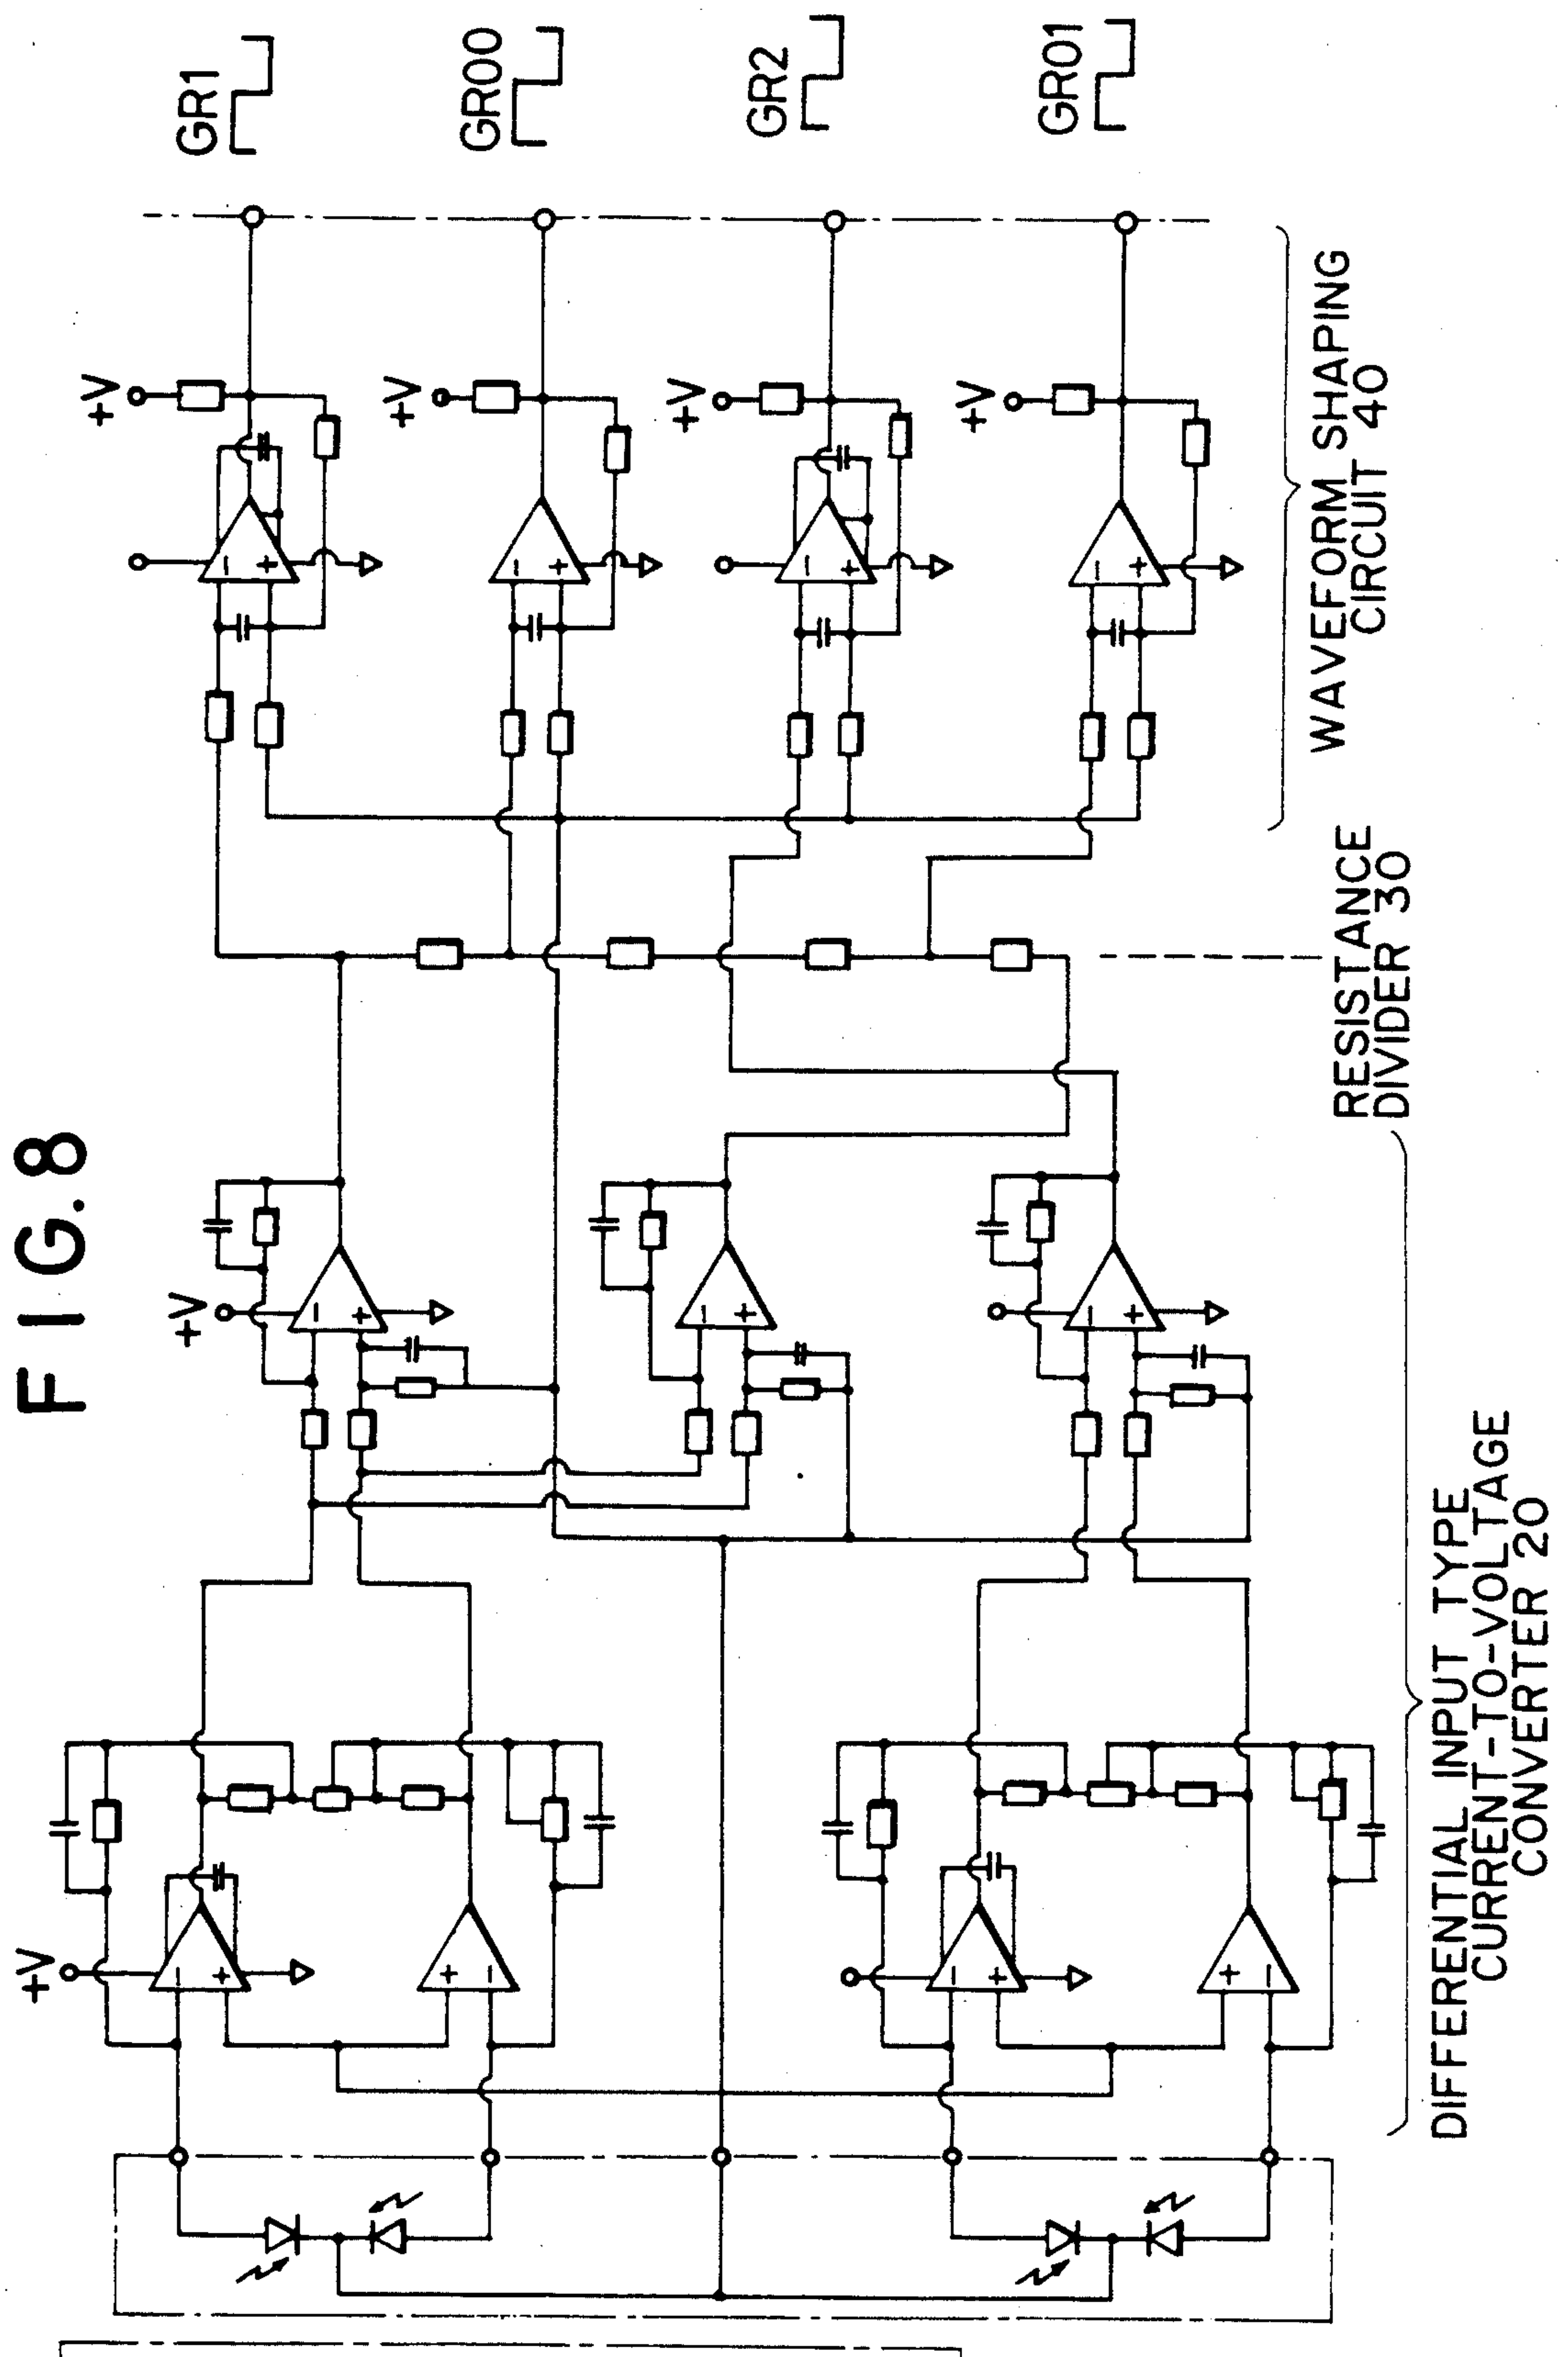 FIG. 8
GR1
GR00
GR2
GR01
+V
+V
+V
+V
+V
+V
WAVEFORM SHAPING
CIRCUIT 40
RESISTANCE
DIVIDER 30
DIFFERENTIAL INPUT TYPE
CURRENT-TO-VOLTAGE
CONVERTER 20